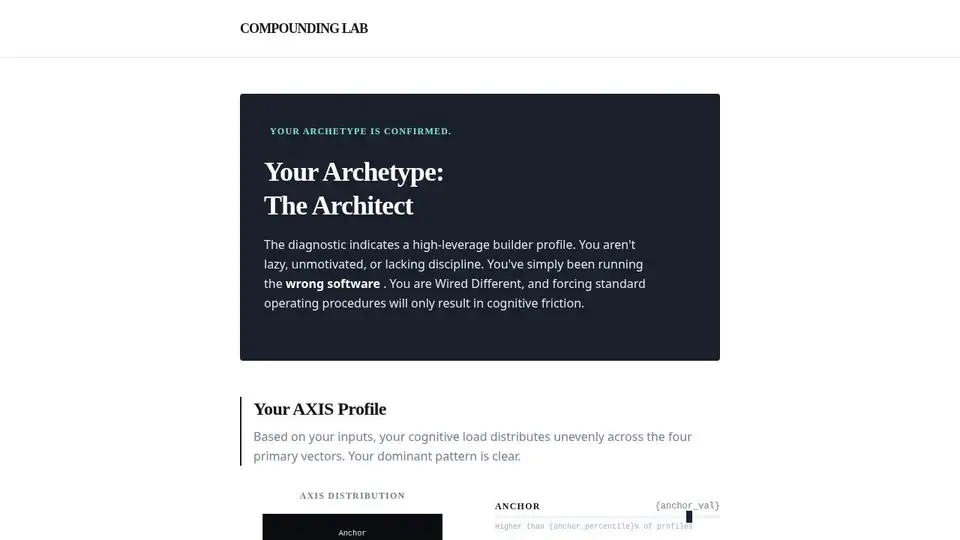 COMPOUNDING LAB
YOUR ARCHETYPE IS CONFIRMED.
Your Archetype:
The Architect
The diagnostic indicates a high-leverage builder profile. You aren't
lazy, unmotivated, or lacking discipline. You've simply been running
the wrong software . You are Wired Different, and forcing standard
operating procedures will only result in cognitive friction.
Your AXIS Profile
Based on your inputs, your cognitive load distributes unevenly across the four
primary vectors. Your dominant pattern is clear.
AXIS DISTRIBUTION
Anchor
ANCHOR {anchor_val}
Higher than {anchor_percentile}% of profiles